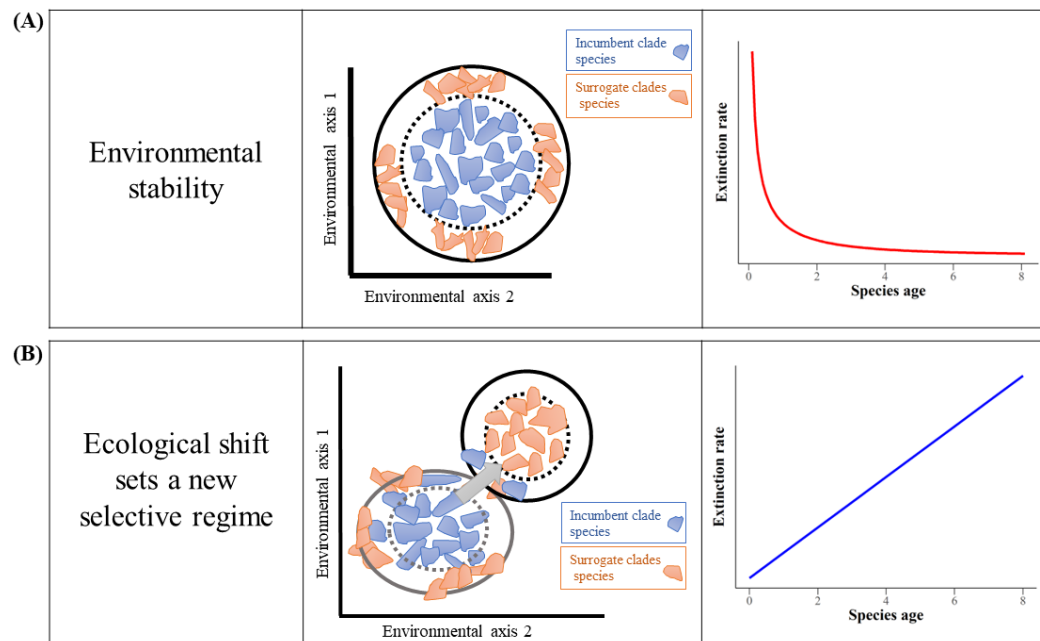 (A)
Environmental
stability
Environmental axis 1
Environmental axis 2
Incumbent clade
species
Surrogate clades
species
Extinction rate
0 2 4 6 8
Species age
(B)
Ecological shift
sets a new
selective regime
Environmental axis 1
Environmental axis 2
Incumbent clade
species
Surrogate clades
species
Extinction rate
0 2 4 6 8
Species age